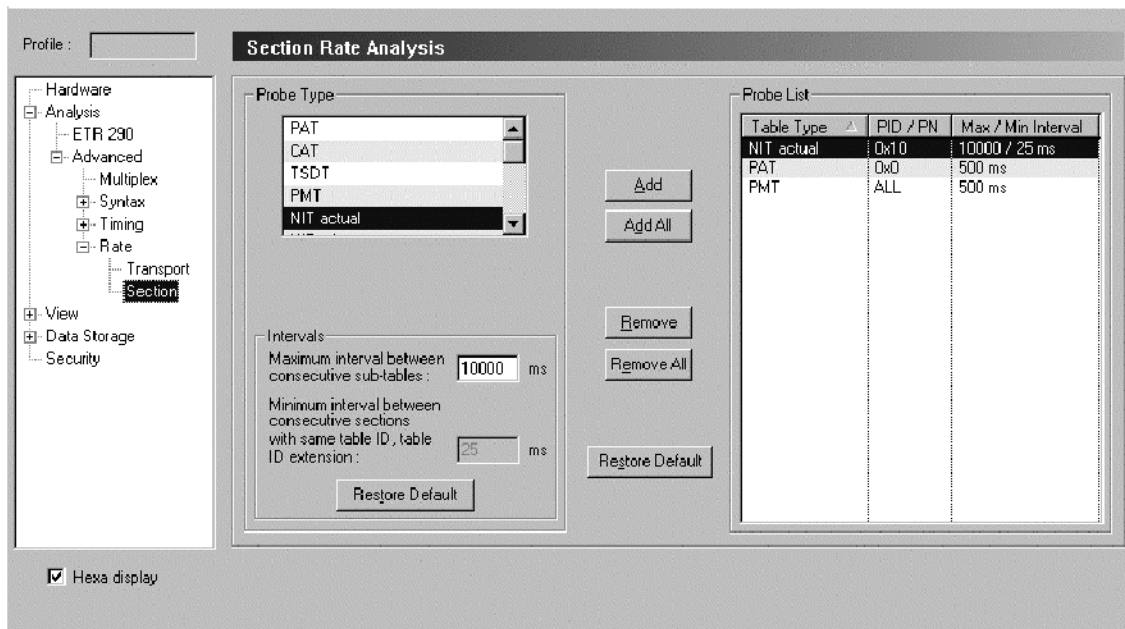 Profile :
Section Rate Analysis
Hardware
Analysis
ETR 290
Advanced
Multiplex
Syntax
Timing
Rate
Transport
Section
View
Data Storage
Security
Probe Type
PAT
CAT
TSDT
PMT
NIT actual
Intervals
Maximum interval between
consecutive sub-tables : 10000 ms
Minimum interval between
consecutive sections
with same table ID , table
ID extension : 25 ms
Restore Default
Add
Add All
Remove
Remove All
Restore Default
Probe List
Table Type PID / PN Max / Min Interval
NIT actual 0x10 10000 / 25 ms
PAT 0x0 500 ms
PMT ALL 500 ms
Hexa display